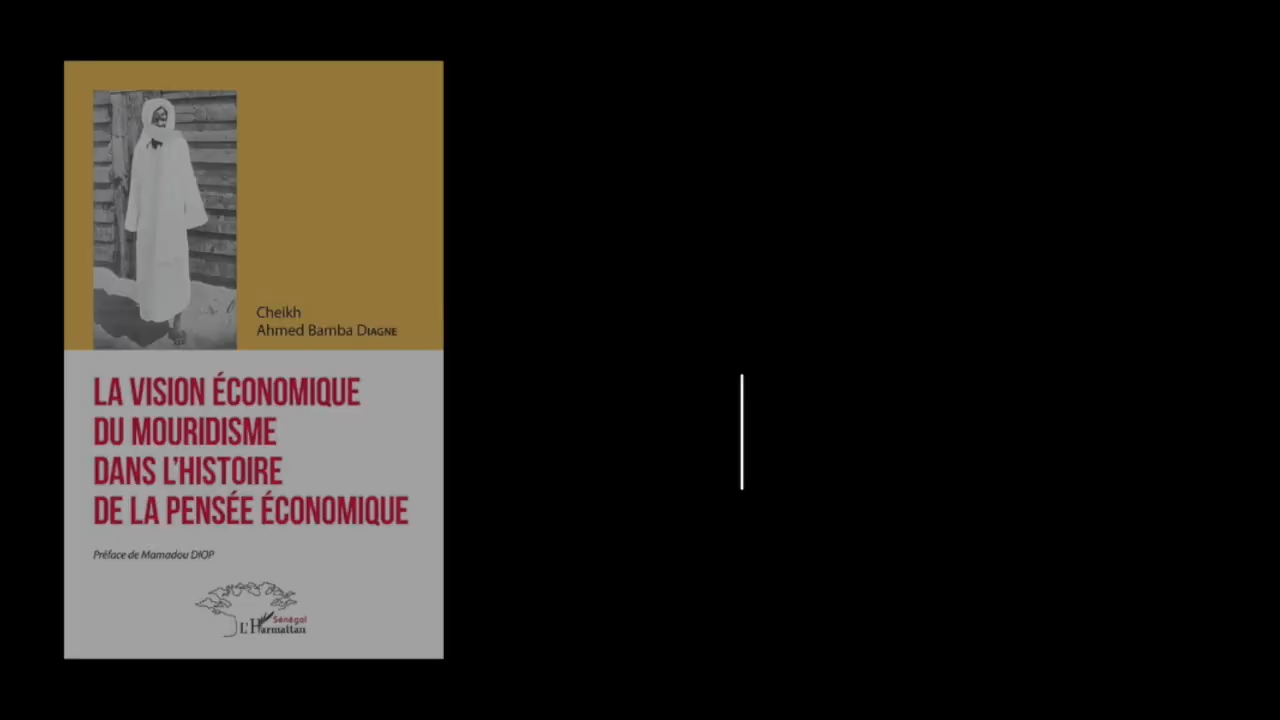 Cheikh
Ahmed Bamba DIAGNE
LA VISION ÉCONOMIQUE
DU MOURIDISME
DANS L'HISTOIRE
DE LA PENSÉE ÉCONOMIQUE
Préface de Mamadou DIOP
Sénégal
L'Harmattan